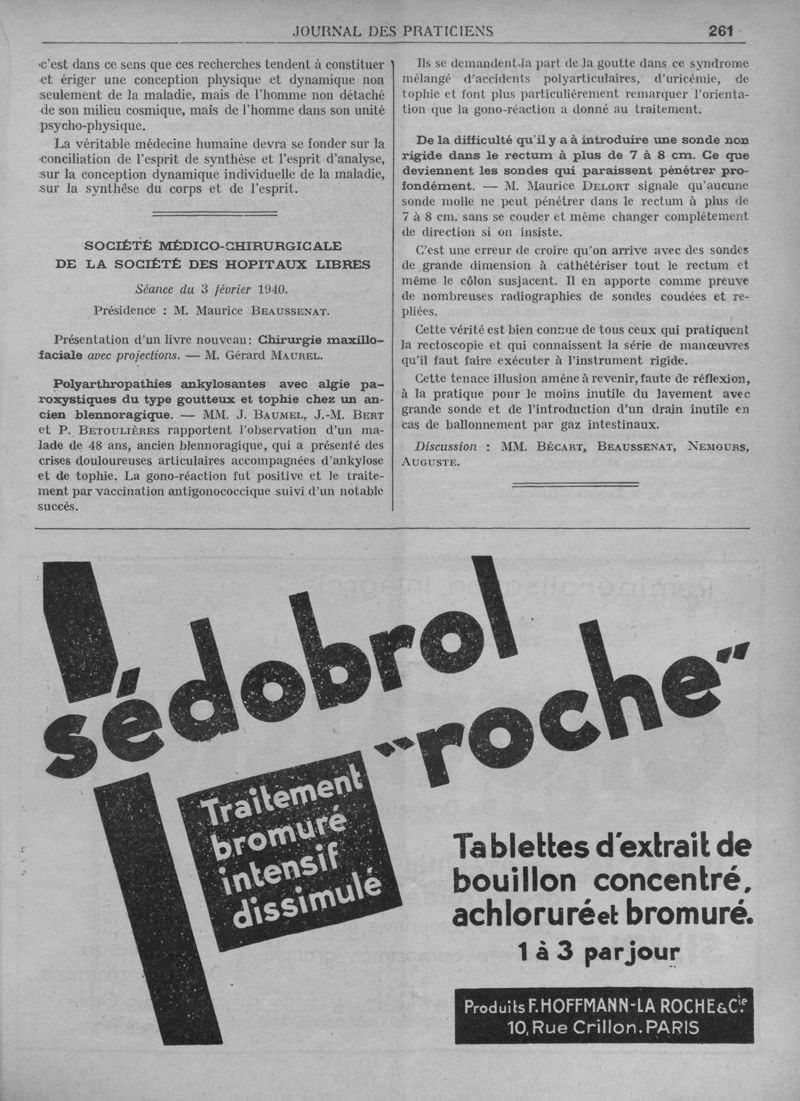 JOURNAL DES PRATICIENS 261
c'est dans ce sens que ces recherches tendent à constituer
et ériger une conception physique et dynamique non
seulement de la maladie, mais de l'homme non détaché
de son milieu cosmique, maîs de l'homme dans son unité
psycho-physique.
La véritable médecine humaine devra se fonder sur la
conciliation de l'esprit de synthèse et l'esprit d'analyse,
sur la conception dynamique individuelle de la maladie,
sur la synthèse du corps et de l'esprit.
SOCIÉTÉ MÉDICO-CHIRURGICALE
DE LA SOCIÉTÉ DES HOPITAUX LIBRES
Séance du 3 février 1940.
Présidence : M. Maurice BEAUSSENAT.
Présentation d'un livre nouveau : Chirurgie maxillo-
faciale avec projections. — M. Gérard MAUREL.
Polyarthropathies ankylosantes avec algie pa-
roxystiques du type goutteux et tophie chez un an-
cien blennoragique. — MM. J. BAUMEL, J.-M. BERT
et P. BETOULIÈRES rapportent l'observation d'un ma-
lade de 48 ans, ancien blennoragique, qui a présenté des
crises douloureuses articulaires accompagnées d'ankylose
et de tophie. La gono-réaction fut positive et le traite-
ment par vaccination antigonococcique suivi d'un notable
succès.
Ils se demandent la part de la goutte dans ce syndrome
mélangé d'accidents polyarticulaires, d'uricémie, de
tophie et font plus particulièrement remarquer l'orienta-
tion que la gono-réaction a donné au traitement.
De la difficulté qu'il y a à introduire une sonde non
rigide dans le rectum à plus de 7 à 8 cm. Ce que
deviennent les sondes qui paraissent pénétrer pro-
fondément. — M. Maurice DELORT signale qu'aucune
sonde molle ne peut pénétrer dans le rectum à plus de
7 à 8 cm. sans se couder et même changer complètement
de direction si on insiste.
C'est une erreur de croire qu'on arrive avec des sondes
de grande dimension à cathétériser tout le rectum et
même le côlon susjacent. Il en apporte comme preuve
de nombreuses radiographies de sondes coudées et re-
pliées.
Cette vérité est bien connue de tous ceux qui pratiquent
la rectoscopie et qui connaissent la série de manœuvres
qu'il faut faire exécuter à l'instrument rigide.
Cette tenace illusion amène à revenir, faute de réflexion,
à la pratique pour le moins inutile du lavement avec
grande sonde et de l'introduction d'un drain inutile en
cas de ballonnement par gaz intestinaux.
Discussion : MM. BÉCART, BEAUSSENAT, NEMOURS,
AUGUSTE.
sédobrol
"roche"
Traitement
bromuré
intensif
dissimulé
Tablettes d'extrait de
bouillon concentré,
achloruré et bromuré.
1 à 3 par jour
Produits F. HOFFMANN-LA ROCHE & Cie.
10, Rue Crillon. PARIS